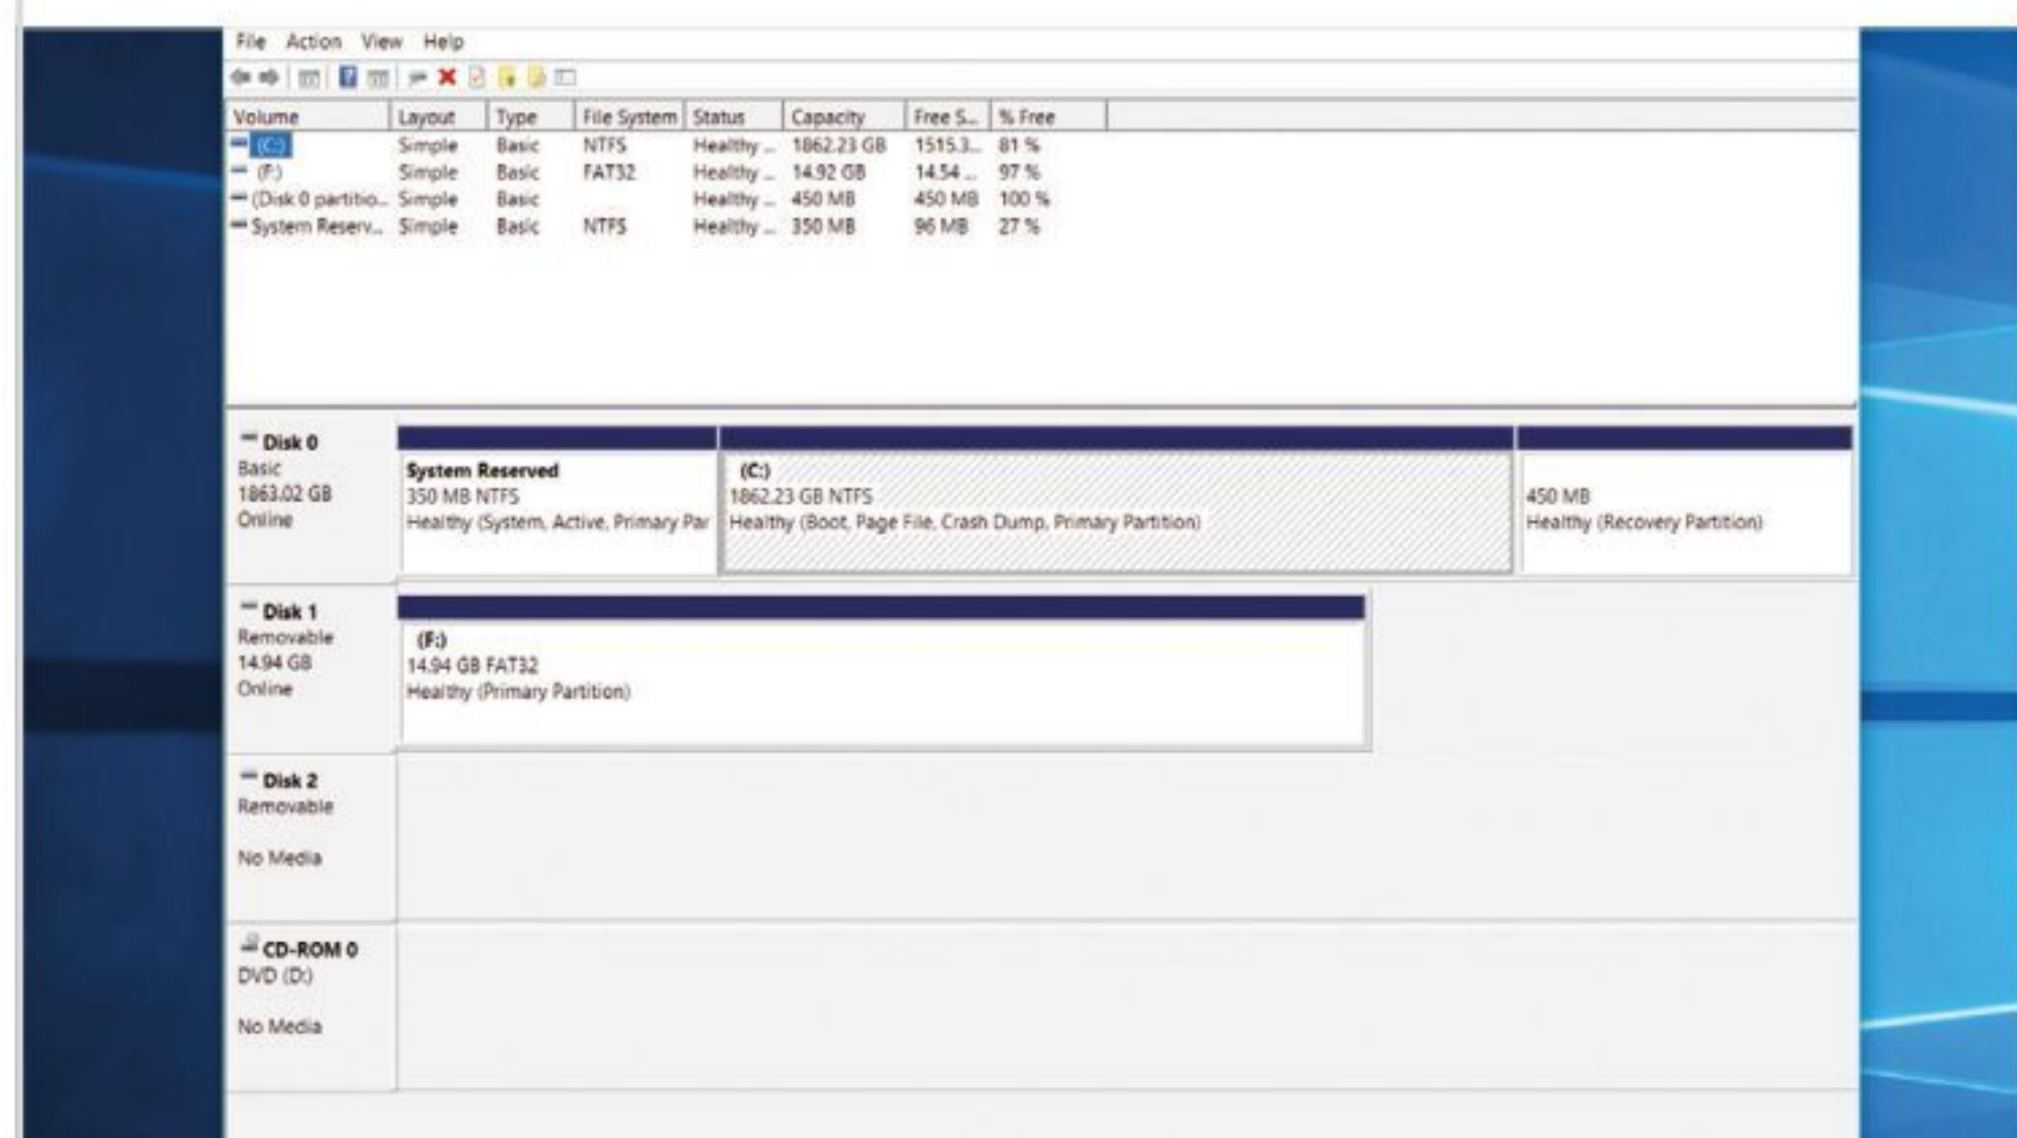 File Action View Help
Volume Layout Type File System Status Capacity Free S... % Free
(C:) Simple Basic NTFS Healthy ... 1862.23 GB 1515.3... 81 %
(F:) Simple Basic FAT32 Healthy ... 14.92 GB 14.54 ... 97 %
(Disk 0 partitio... Simple Basic Healthy ... 450 MB 450 MB 100 %
System Reserv... Simple Basic NTFS Healthy ... 350 MB 96 MB 27 %
Disk 0
Basic
1863.02 GB
Online
System Reserved
350 MB NTFS
Healthy (System, Active, Primary Par
(C:)
1862.23 GB NTFS
Healthy (Boot, Page File, Crash Dump, Primary Partition)
450 MB
Healthy (Recovery Partition)
Disk 1
Removable
14.94 GB
Online
(F:)
14.94 GB FAT32
Healthy (Primary Partition)
Disk 2
Removable
No Media
CD-ROM 0
DVD (D:)
No Media